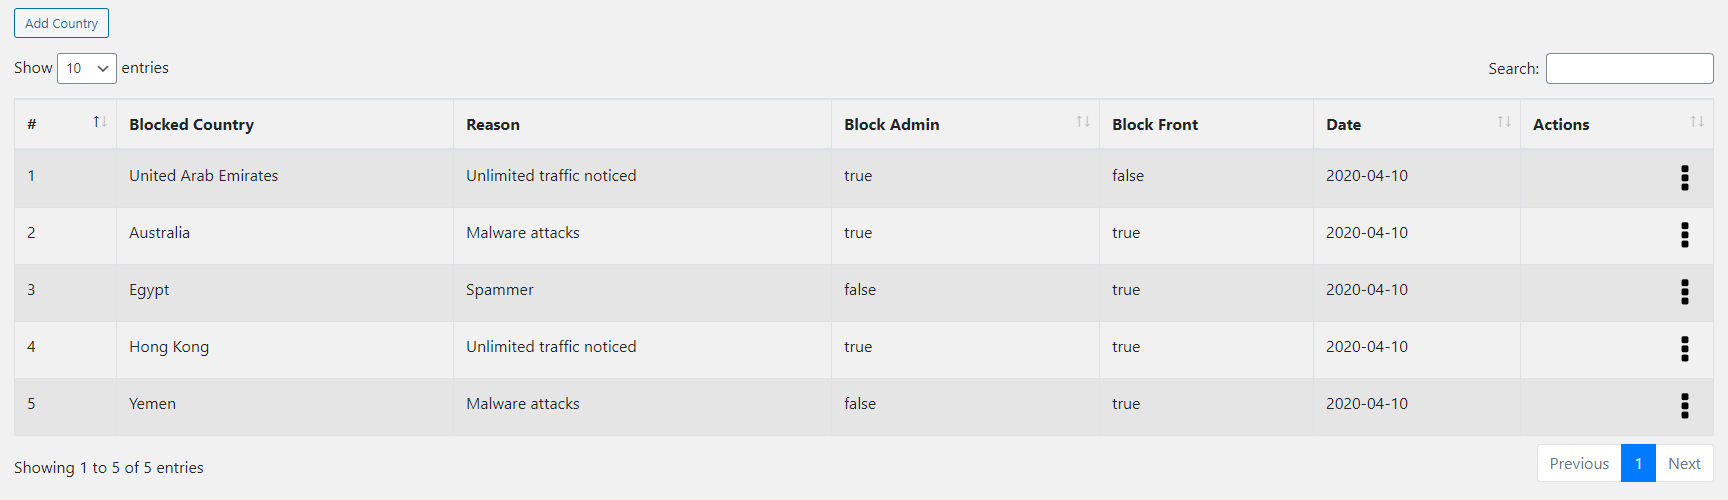 Add Country
Show 10 entries Search:
# Blocked Country Reason Block Admin Block Front Date Actions
1 United Arab Emirates Unlimited traffic noticed true false 2020-04-10
2 Australia Malware attacks true true 2020-04-10
3 Egypt Spammer false true 2020-04-10
4 Hong Kong Unlimited traffic noticed true true 2020-04-10
5 Yemen Malware attacks false true 2020-04-10
Showing 1 to 5 of 5 entries Previous 1 Next